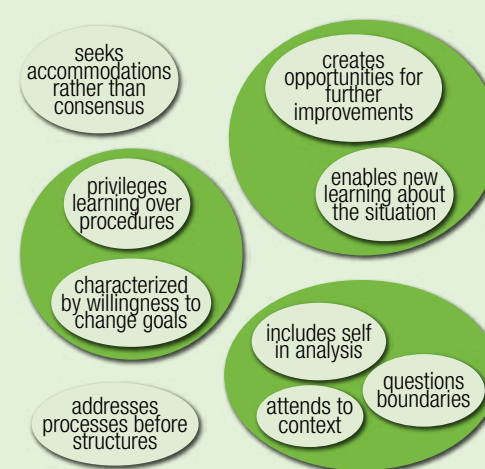 seeks
accommodations
rather than
consensus
creates
opportunities for
further
improvements
enables new
learning about
the situation
privileges
learning over
procedures
characterized
by willingness to
change goals
includes self
in analysis
questions
boundaries
attends to
context
addresses
processes before
structures